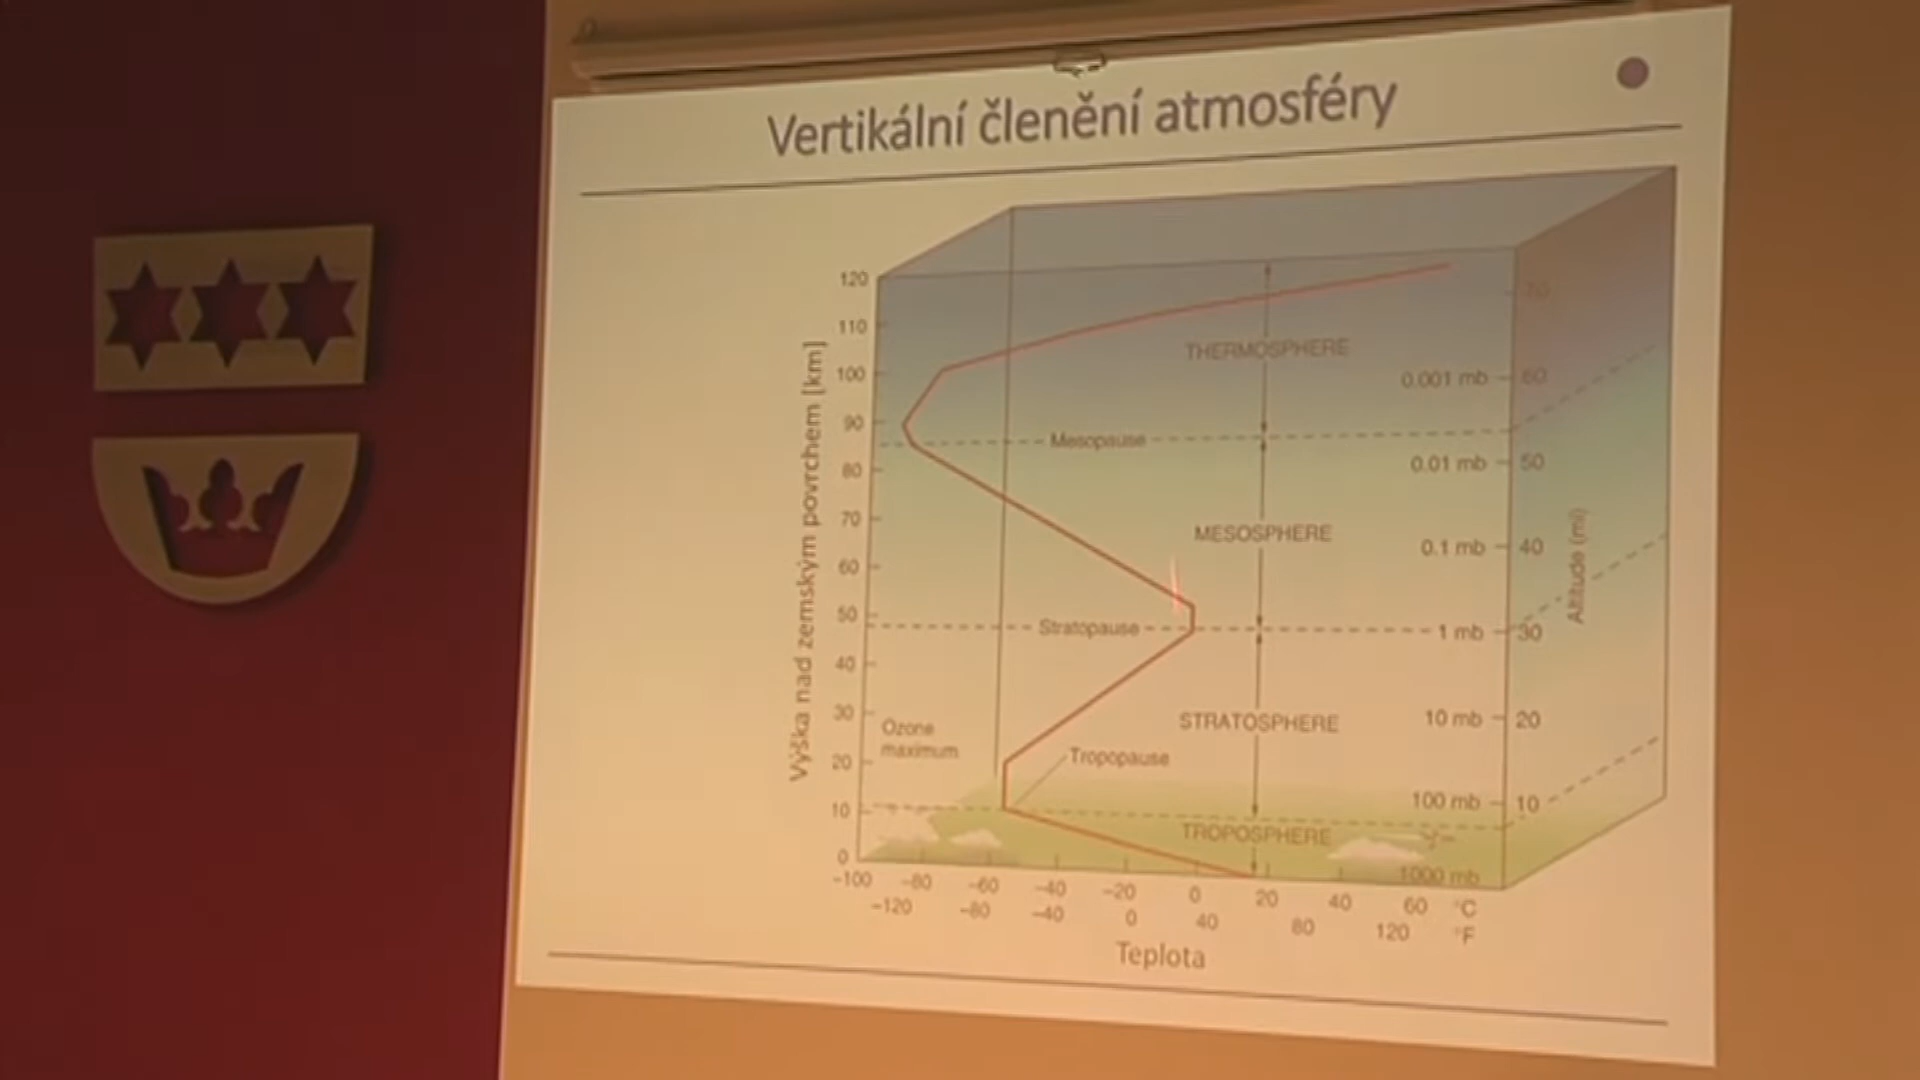 Vertikální členění atmosféry
Výška nad zemským povrchem [km]
120
110
100
90
80
70
60
50
40
30
20
10
0
THERMOSPHERE
0.001 mb
60
Mesopause
0.01 mb
50
MESOSPHERE
0.1 mb
40
Altitude (mi)
Stratopause
1 mb
30
STRATOSPHERE
10 mb
20
Ozone
maximum
Tropopause
100 mb
10
TROPOSPHERE
1000 mb
-100 -80 -60 -40 -20 0 20 40 60 °C
-120 -80 -40 0 40 80 120 °F
Teplota